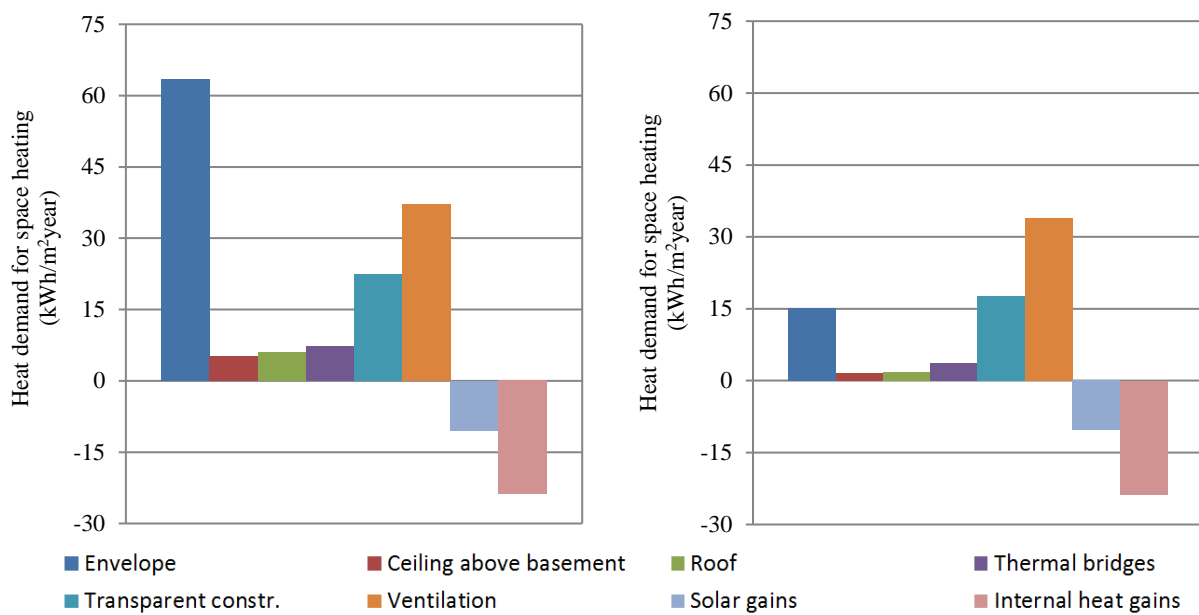 Heat demand for space heating
(kWh/m²year)
75
60
45
30
15
0
-15
-30
Heat demand for space heating
(kWh/m²year)
75
60
45
30
15
0
-15
-30
Envelope Ceiling above basement Roof Thermal bridges
Transparent constr. Ventilation Solar gains Internal heat gains